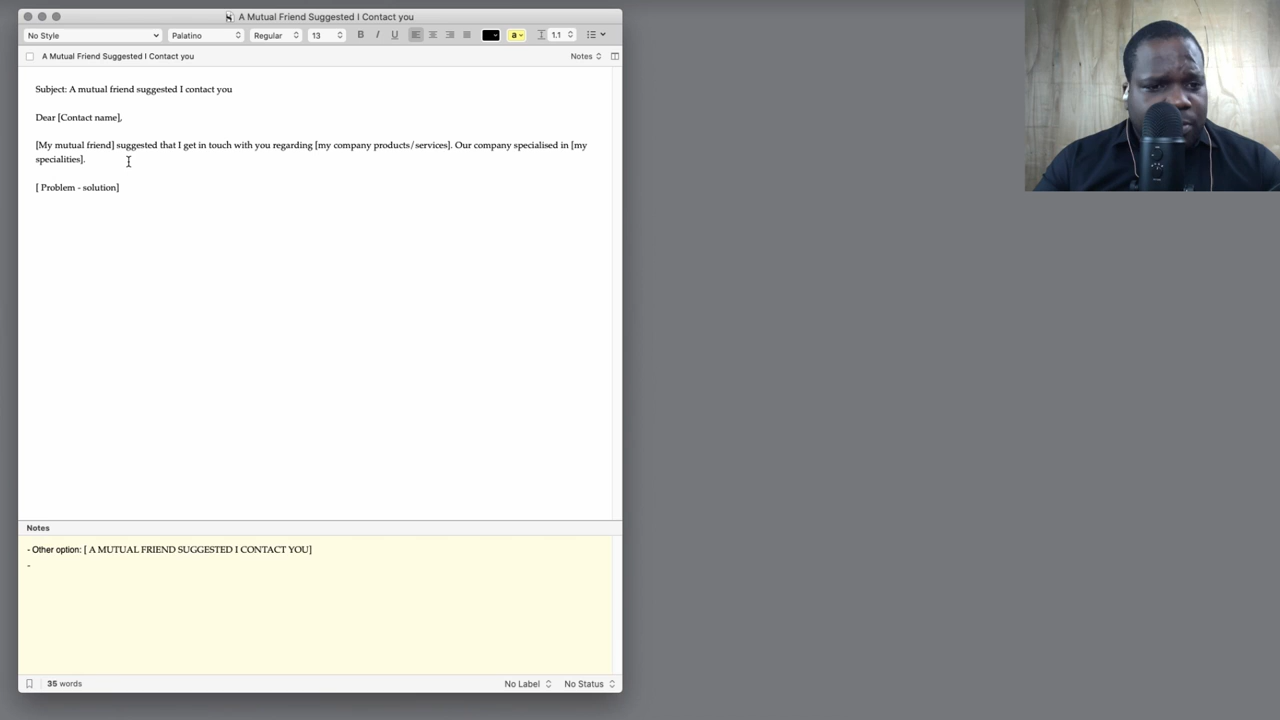 A Mutual Friend Suggested I Contact you
No Style Palatino Regular 13 B I U a 1.1
A Mutual Friend Suggested I Contact you Notes
Subject: A mutual friend suggested I contact you
Dear [Contact name],
[My mutual friend] suggested that I get in touch with you regarding [my company products/services]. Our company specialised in [my
specialities].
[ Problem - solution]
Notes
- Other option: [ A MUTUAL FRIEND SUGGESTED I CONTACT YOU]
-
35 words No Label No Status